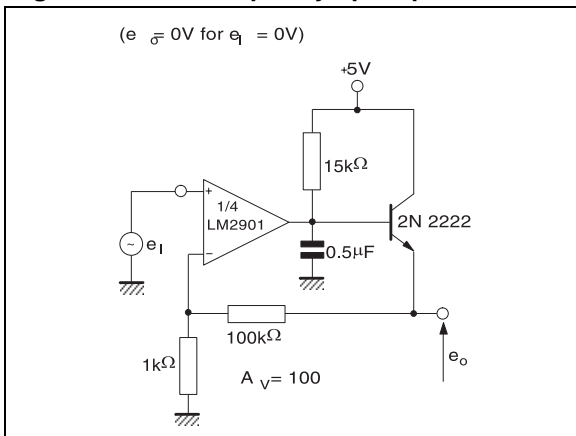 (e o= 0V for e I = 0V)
+5V
15kΩ
+
1/4
LM2901
−
~
e I
2N 2222
0.5μF
100kΩ
1kΩ
A V= 100
e o